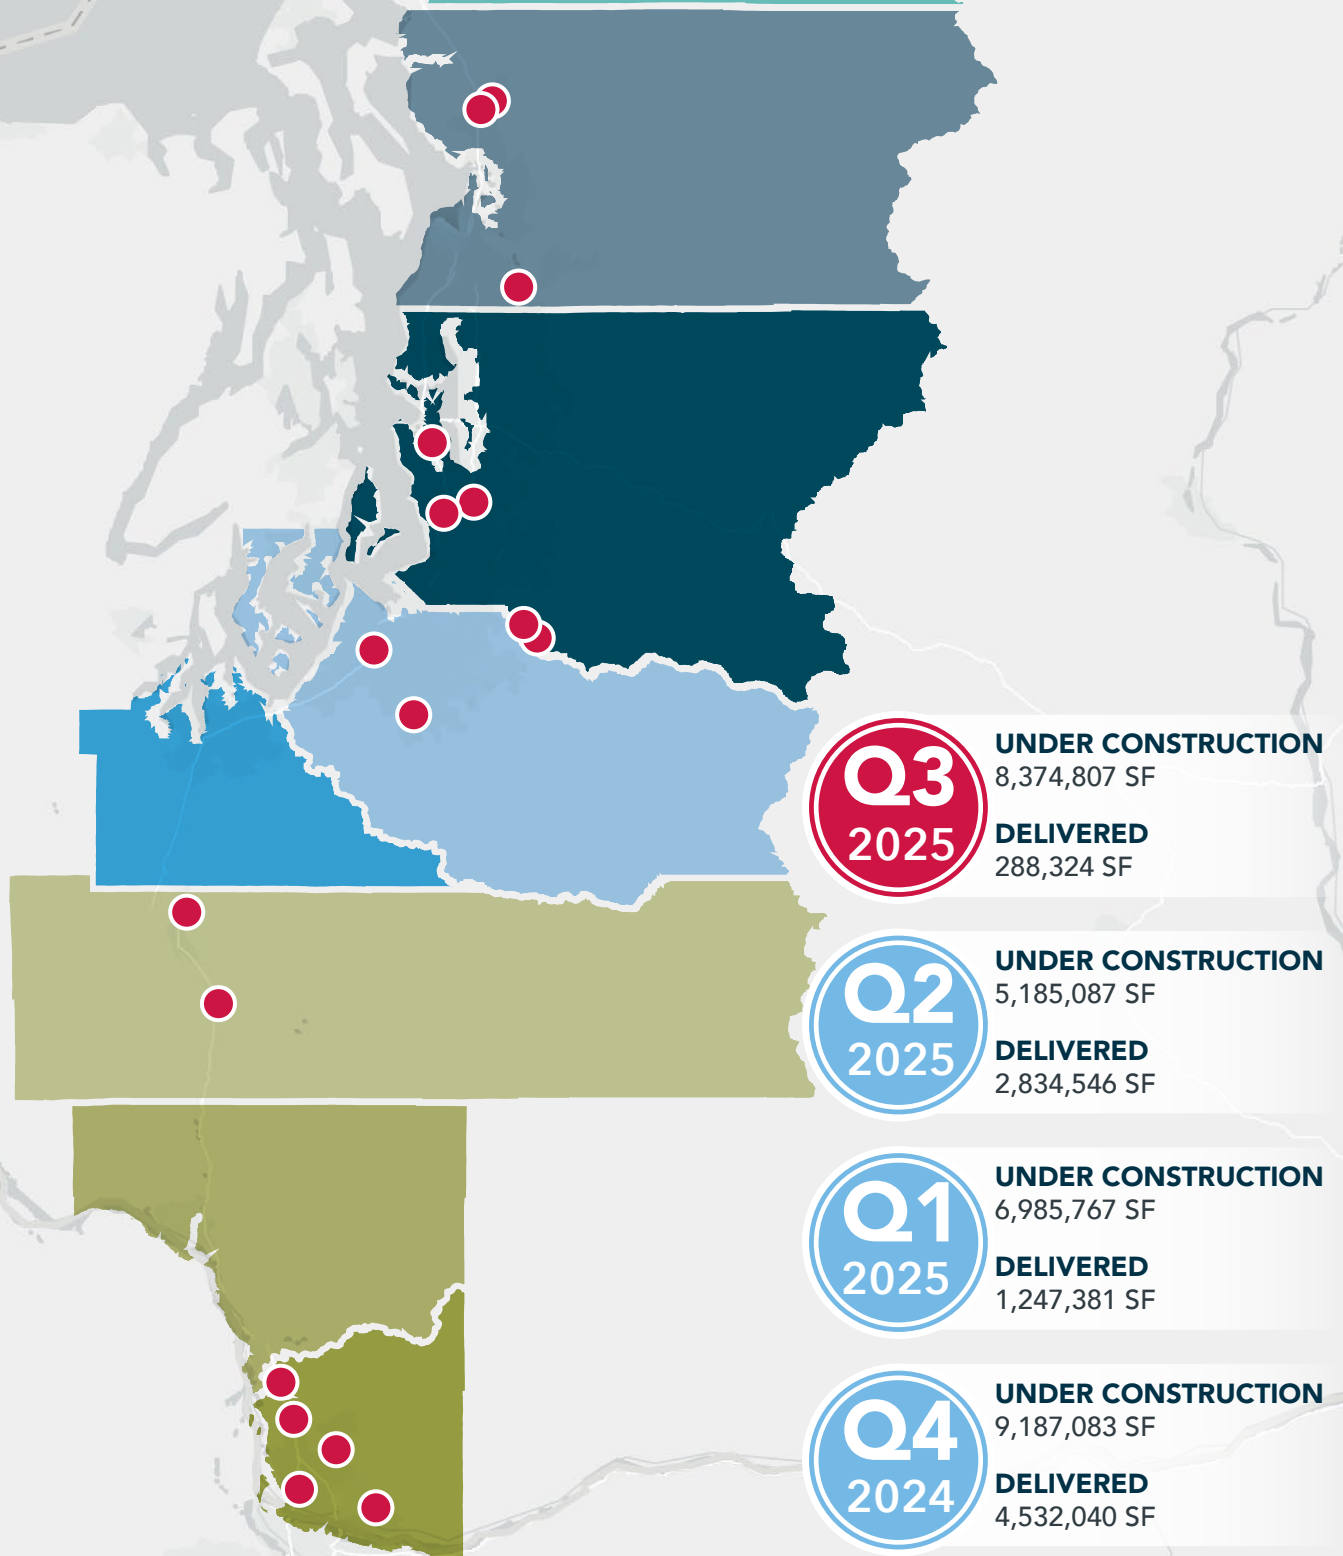 Q3
2025
UNDER CONSTRUCTION
8,374,807 SF
DELIVERED
288,324 SF
Q2
2025
UNDER CONSTRUCTION
5,185,087 SF
DELIVERED
2,834,546 SF
Q1
2025
UNDER CONSTRUCTION
6,985,767 SF
DELIVERED
1,247,381 SF
Q4
2024
UNDER CONSTRUCTION
9,187,083 SF
DELIVERED
4,532,040 SF